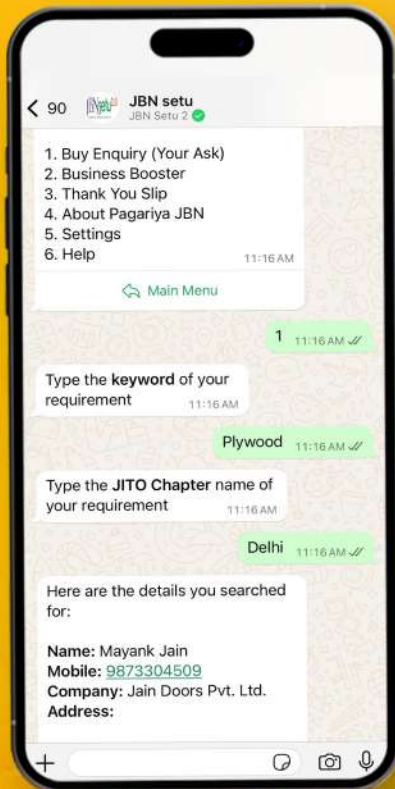 90
JBN setu
JBN Setu 2
1. Buy Enquiry (Your Ask)
2. Business Booster
3. Thank You Slip
4. About Pagariya JBN
5. Settings
6. Help
11:16 AM
Main Menu
1 11:16 AM
Type the keyword of your
requirement 11:16 AM
Plywood 11:16 AM
Type the JITO Chapter name of
your requirement 11:16 AM
Delhi 11:16 AM
Here are the details you searched
for:
Name: Mayank Jain
Mobile: 9873304509
Company: Jain Doors Pvt. Ltd.
Address: